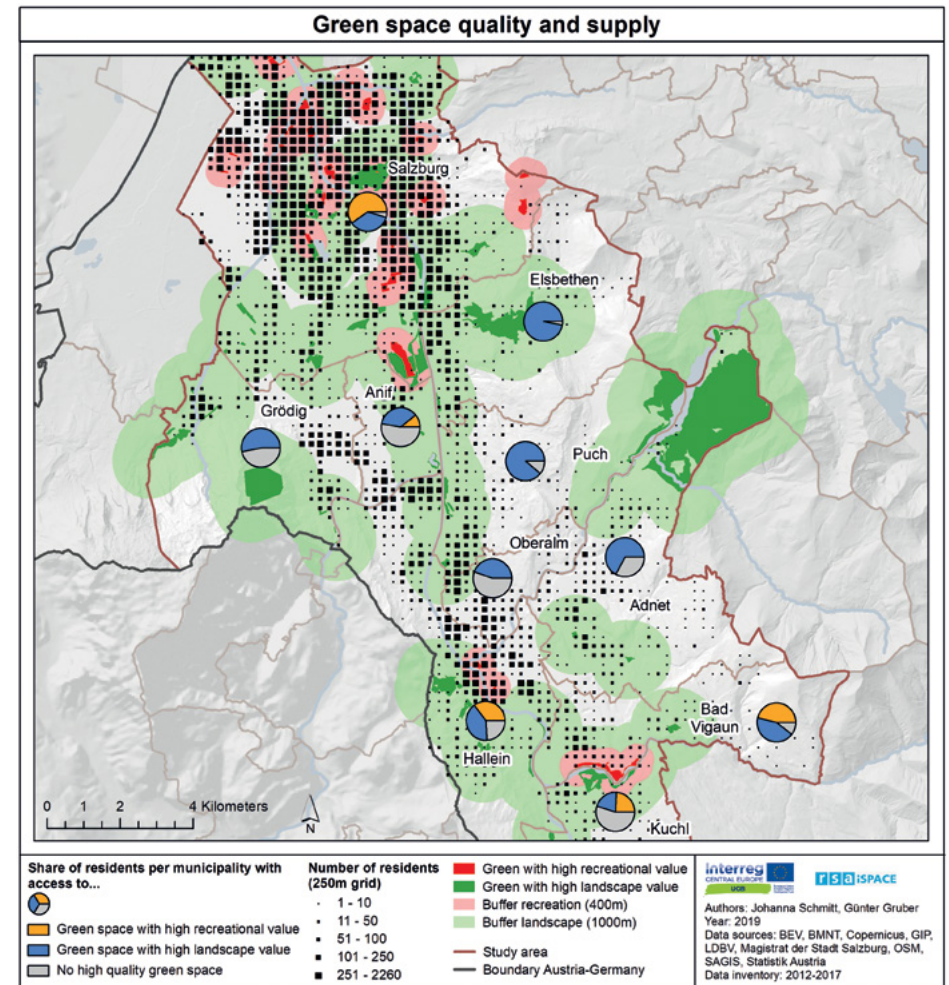 Green space quality and supply
Salzburg
Elsbethen
Anif
Grödig
Puch
Oberalm
Adnet
Bad
Vigaun
Hallein
Kuchl
0 1 2 4 Kilometers
N
Share of residents per municipality with
access to...
Green space with high recreational value
Green space with high landscape value
No high quality green space
Number of residents
(250m grid)
1 - 10
11 - 50
51 - 100
101 - 250
251 - 2260
Green with high recreational value
Green with high landscape value
Buffer recreation (400m)
Buffer landscape (1000m)
Study area
Boundary Austria-Germany
Interreg
CENTRAL EUROPE
UGB
rsa iSPACE
Authors: Johanna Schmitt, Günter Gruber
Year: 2019
Data sources: BEV, BMNT, Copernicus, GIP,
LDBV, Magistrat der Stadt Salzburg, OSM,
SAGIS, Statistik Austria
Data inventory: 2012-2017